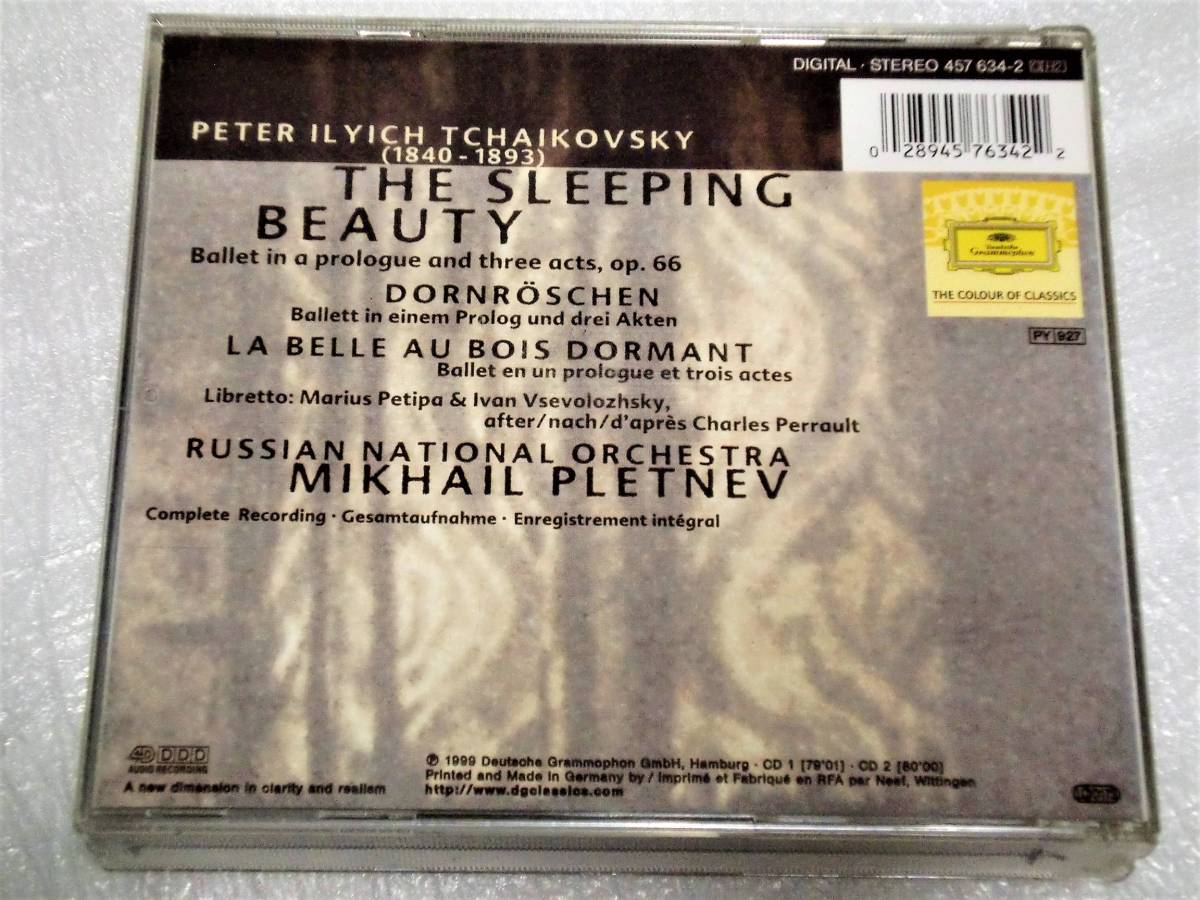 DIGITAL · STEREO 457 634-2 GH2
0 28945 76342 2
PETER ILYICH TCHAIKOVSKY
(1840 - 1893)
THE SLEEPING
BEAUTY
Ballet in a prologue and three acts, op. 66
DORNRÖSCHEN
Ballett in einem Prolog und drei Akten
LA BELLE AU BOIS DORMANT
Ballet en un prologue et trois actes
Libretto: Marius Petipa & Ivan Vsevolozhsky,
after/nach/d'après Charles Perrault
RUSSIAN NATIONAL ORCHESTRA
MIKHAIL PLETNEV
Complete Recording · Gesamtaufnahme · Enregistrement intégral
Deutsche
Grammophon
THE COLOUR OF CLASSICS
PY 927
4D DDD
AUDIO RECORDING
A new dimension in clarity and realism
℗ 1999 Deutsche Grammophon GmbH, Hamburg · CD 1 [79'01] · CD 2 [80'00]
Printed and Made in Germany by / Imprimé et Fabriqué en RFA par Neef, Wittingen
http://www.dgclassics.com